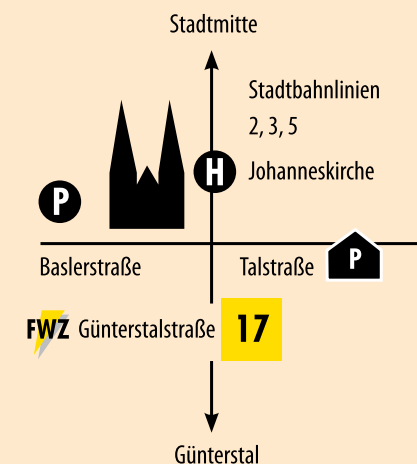 Stadtmitte
Stadtbahnlinien
2, 3, 5
H
Johanneskirche
P
Baslerstraße
Talstraße
P
FWZ Günterstalstraße 17
Günterstal